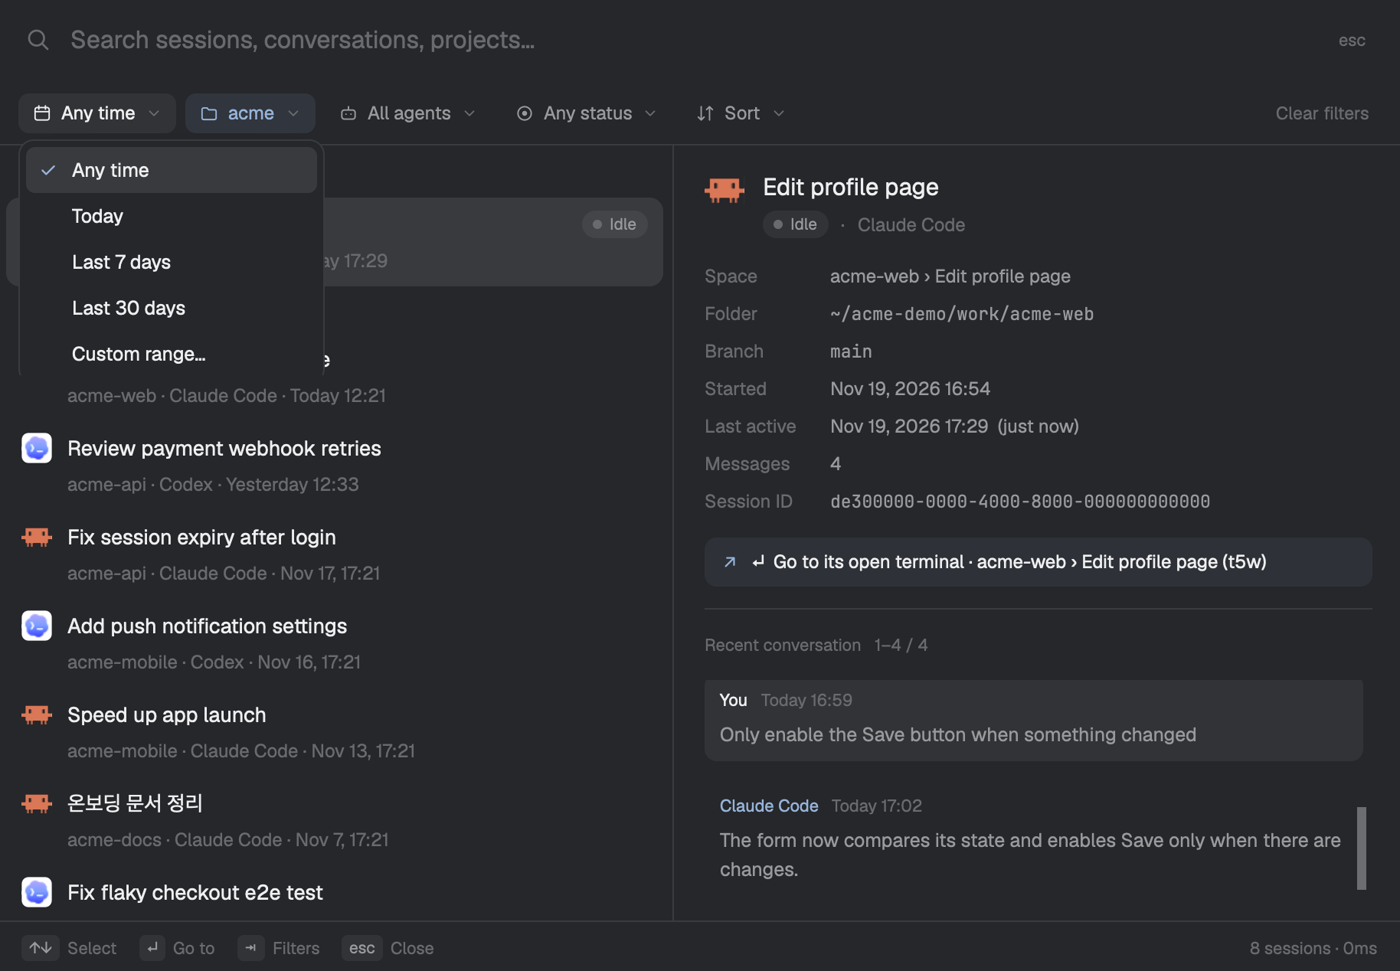 Search sessions, conversations, projects...
esc
Any time
acme
All agents
Any status
Sort
Clear filters
Any time
Today
Last 7 days
Last 30 days
Custom range...
Idle
17:29
acme-web · Claude Code · Today 12:21
Review payment webhook retries
acme-api · Codex · Yesterday 12:33
Fix session expiry after login
acme-api · Claude Code · Nov 17, 17:21
Add push notification settings
acme-mobile · Codex · Nov 16, 17:21
Speed up app launch
acme-mobile · Claude Code · Nov 13, 17:21
온보딩 문서 정리
acme-docs · Claude Code · Nov 7, 17:21
Fix flaky checkout e2e test
Edit profile page
Idle · Claude Code
Space acme-web › Edit profile page
Folder ~/acme-demo/work/acme-web
Branch main
Started Nov 19, 2026 16:54
Last active Nov 19, 2026 17:29 (just now)
Messages 4
Session ID de300000-0000-4000-8000-000000000000
↗ ↵ Go to its open terminal · acme-web › Edit profile page (t5w)
Recent conversation 1–4 / 4
You Today 16:59
Only enable the Save button when something changed
Claude Code Today 17:02
The form now compares its state and enables Save only when there are
changes.
↑↓ Select ↵ Go to ⇥ Filters esc Close
8 sessions · 0ms